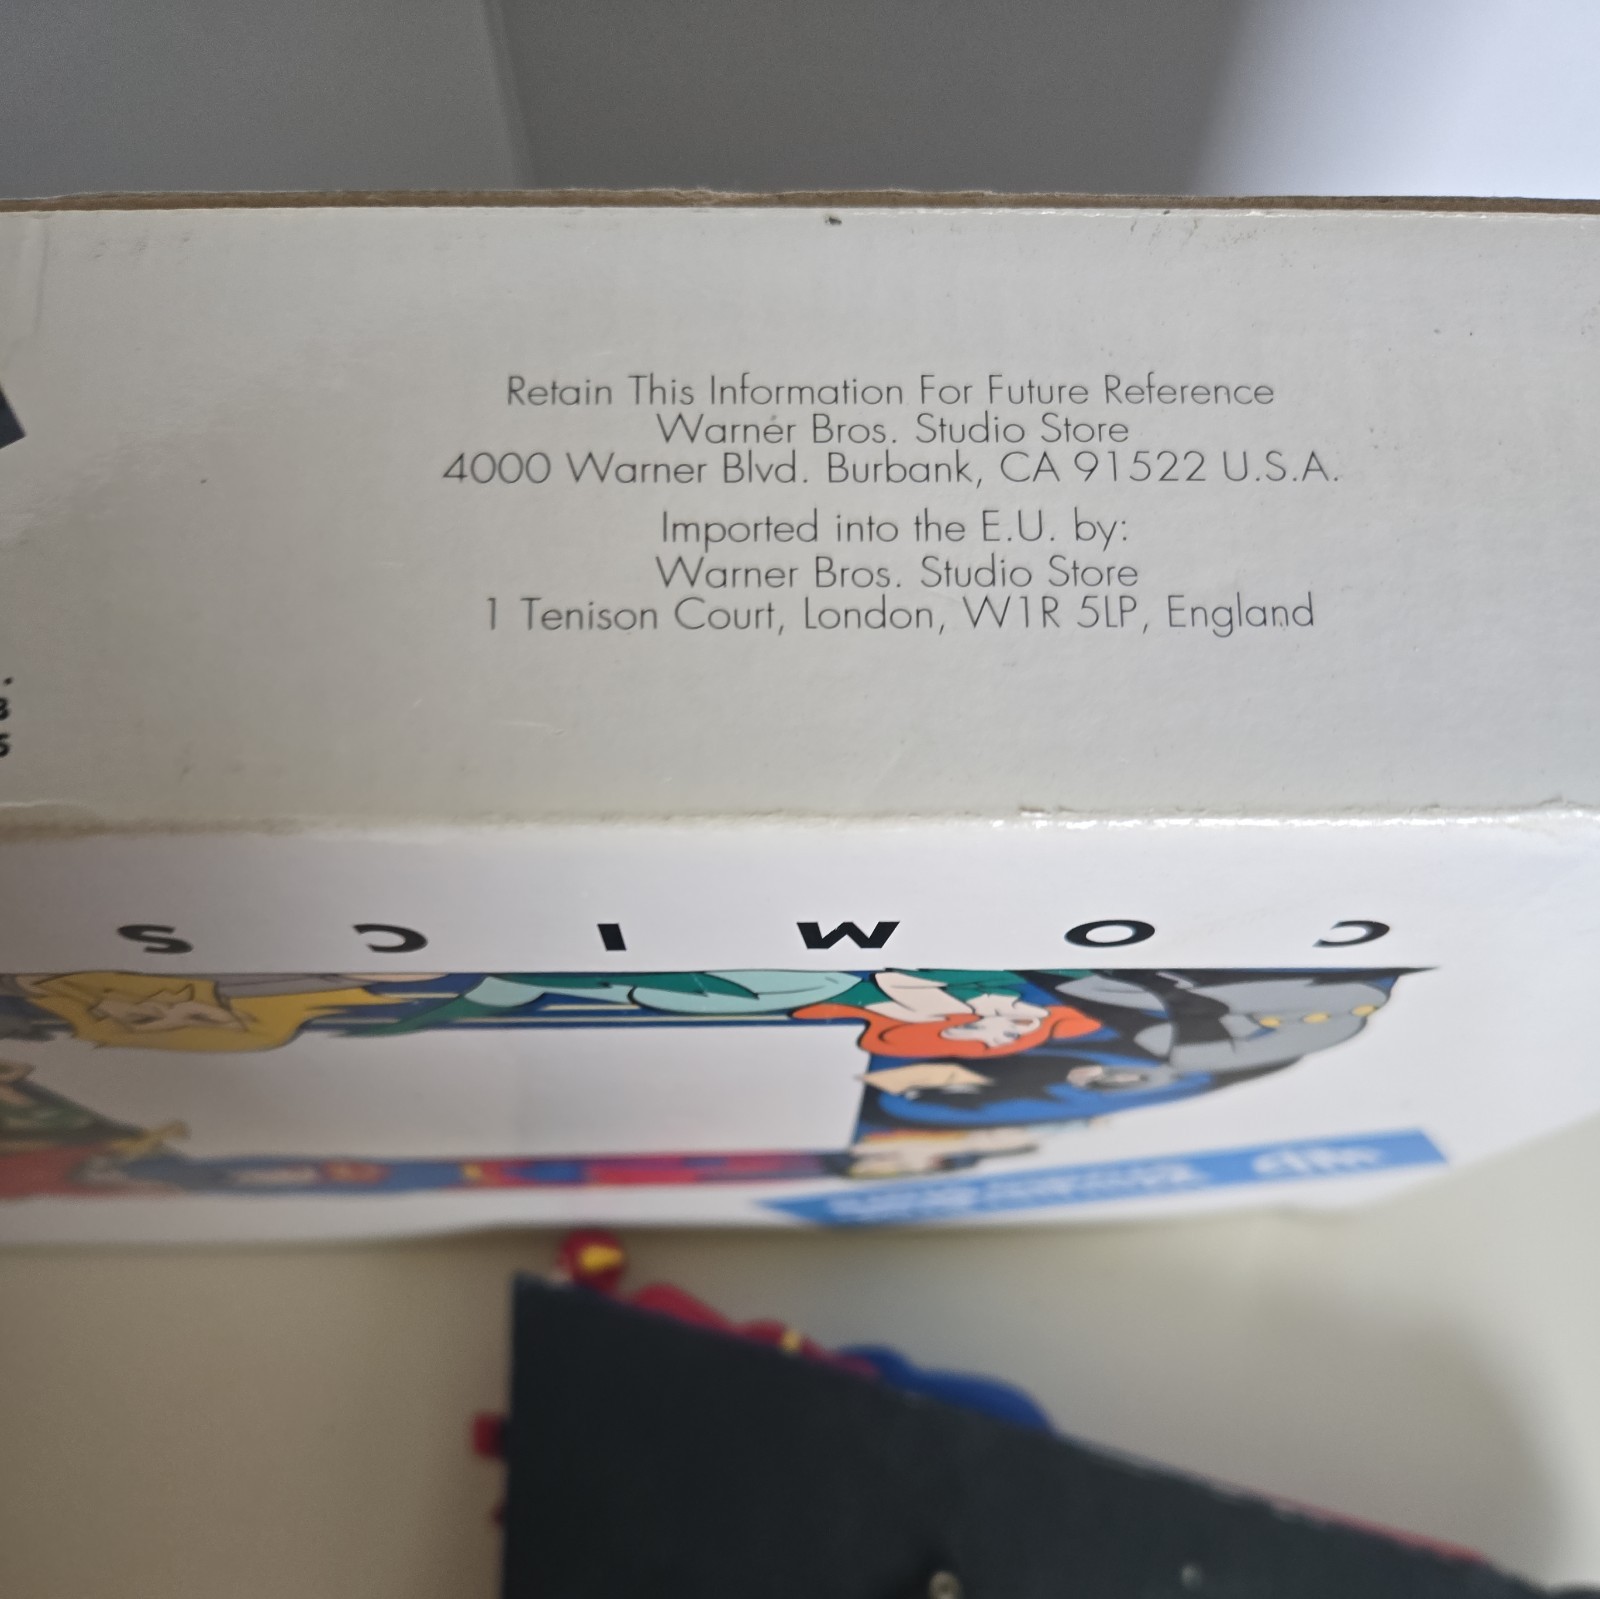 Retain This Information For Future Reference
Warner Bros. Studio Store
4000 Warner Blvd. Burbank, CA 91522 U.S.A.
Imported into the E.U. by:
Warner Bros. Studio Store
1 Tenison Court, London, W1R 5LP, England
COMICS